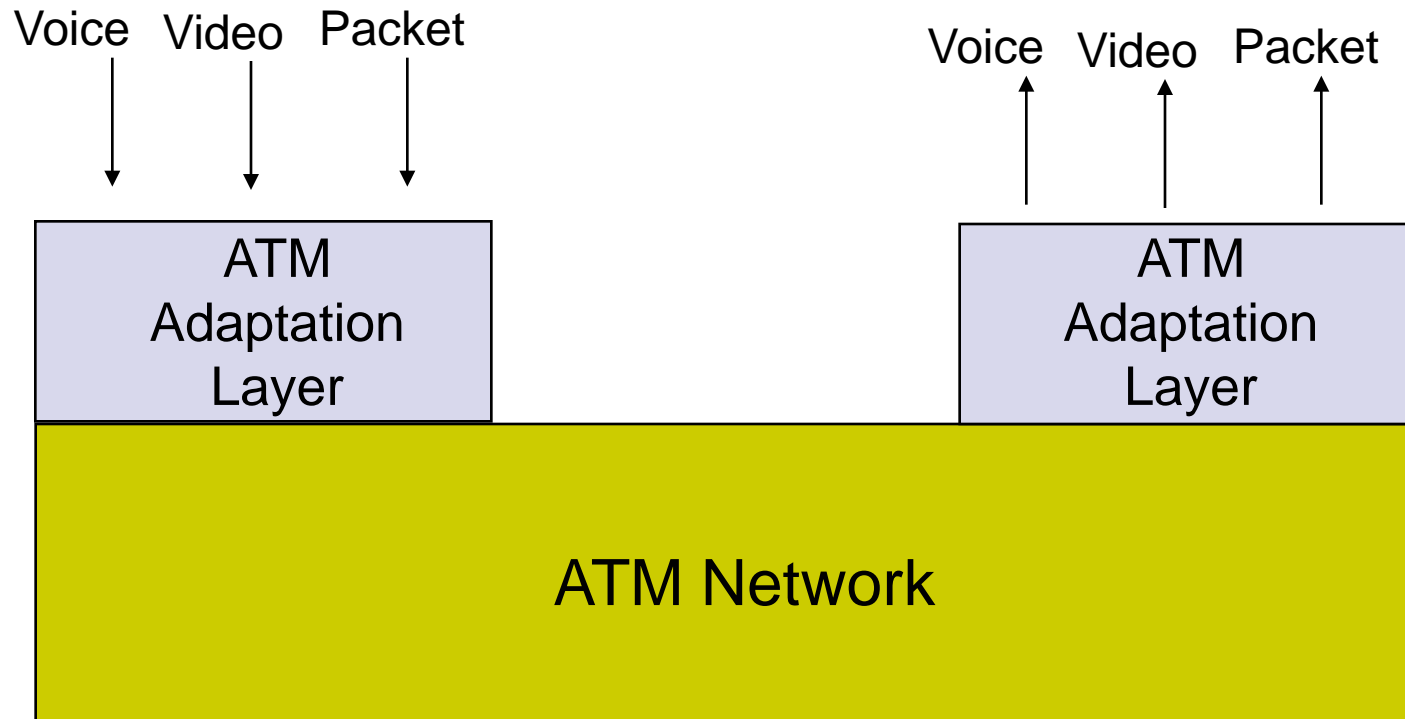 Voice Video Packet
Voice Video Packet
ATM
Adaptation
Layer
ATM
Adaptation
Layer
ATM Network